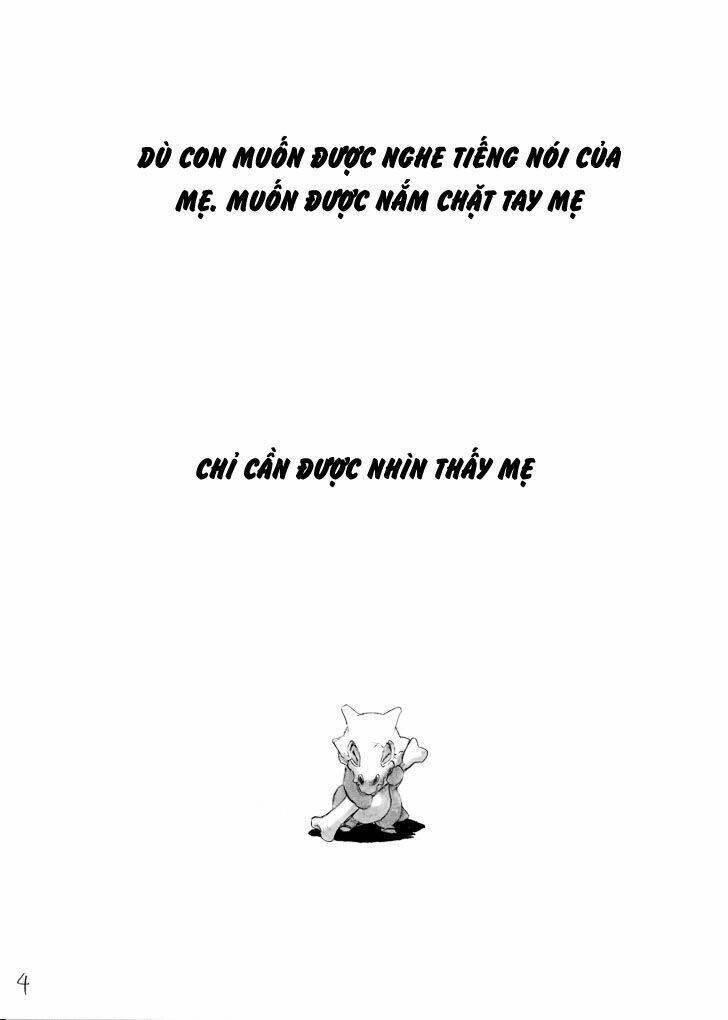 DÙ CON MUỐN ĐƯỢC NGHE TIẾNG NÓI CỦA
MẸ. MUỐN ĐƯỢC NẮM CHẶT TAY MẸ
CHỈ CẦN ĐƯỢC NHÌN THẤY MẸ
4